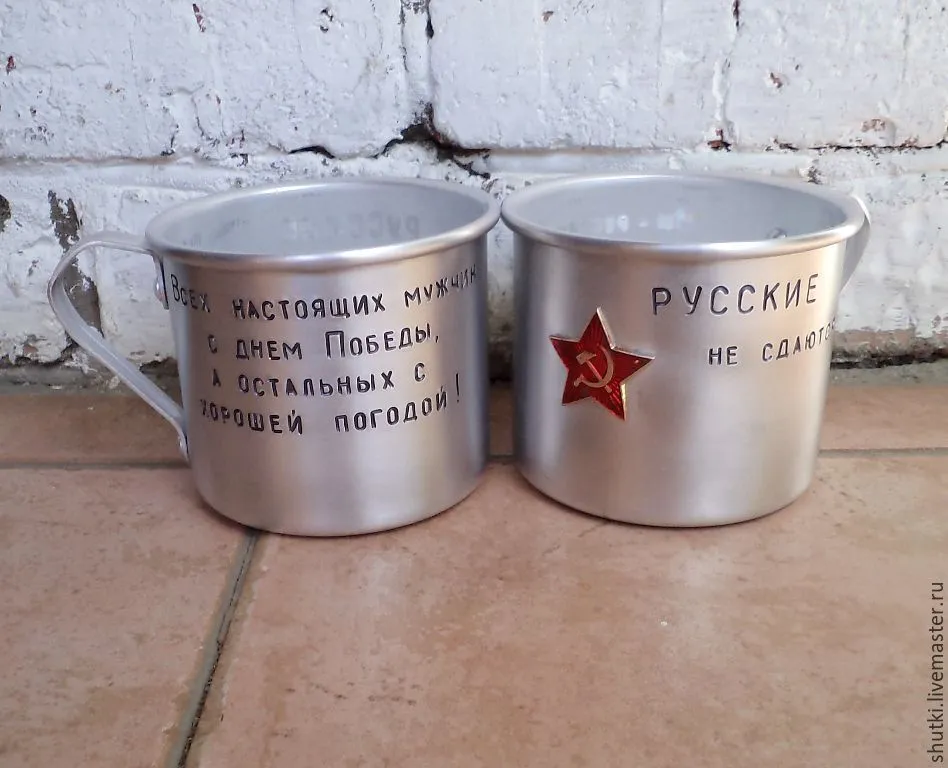 Всех настоящих мужчин
с днем Победы,
а остальных с
хорошей погодой!
РУССКИЕ
НЕ СДАЮТСЯ
shutki.livemaster.ru